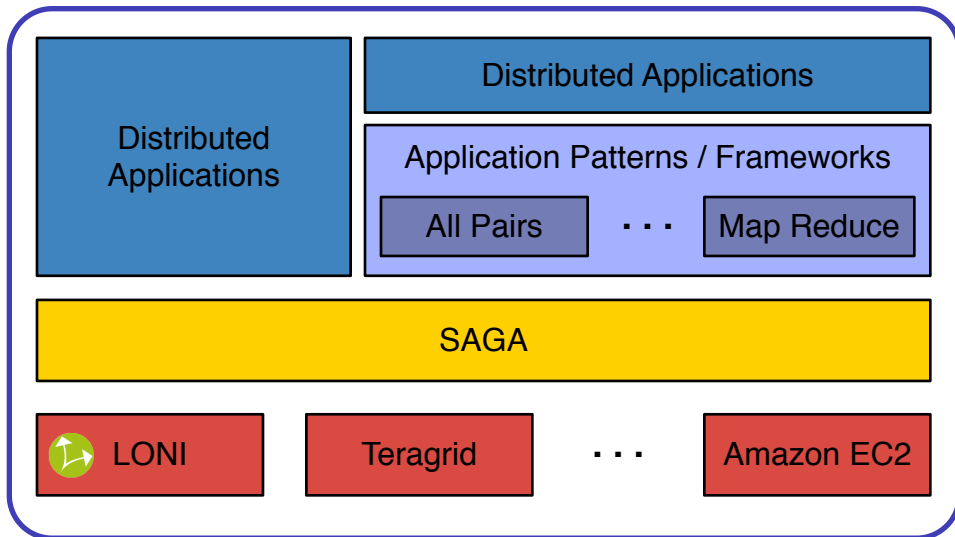 Distributed
Applications
Distributed Applications
Application Patterns / Frameworks
All Pairs . . . Map Reduce
SAGA
LONI Teragrid . . . Amazon EC2